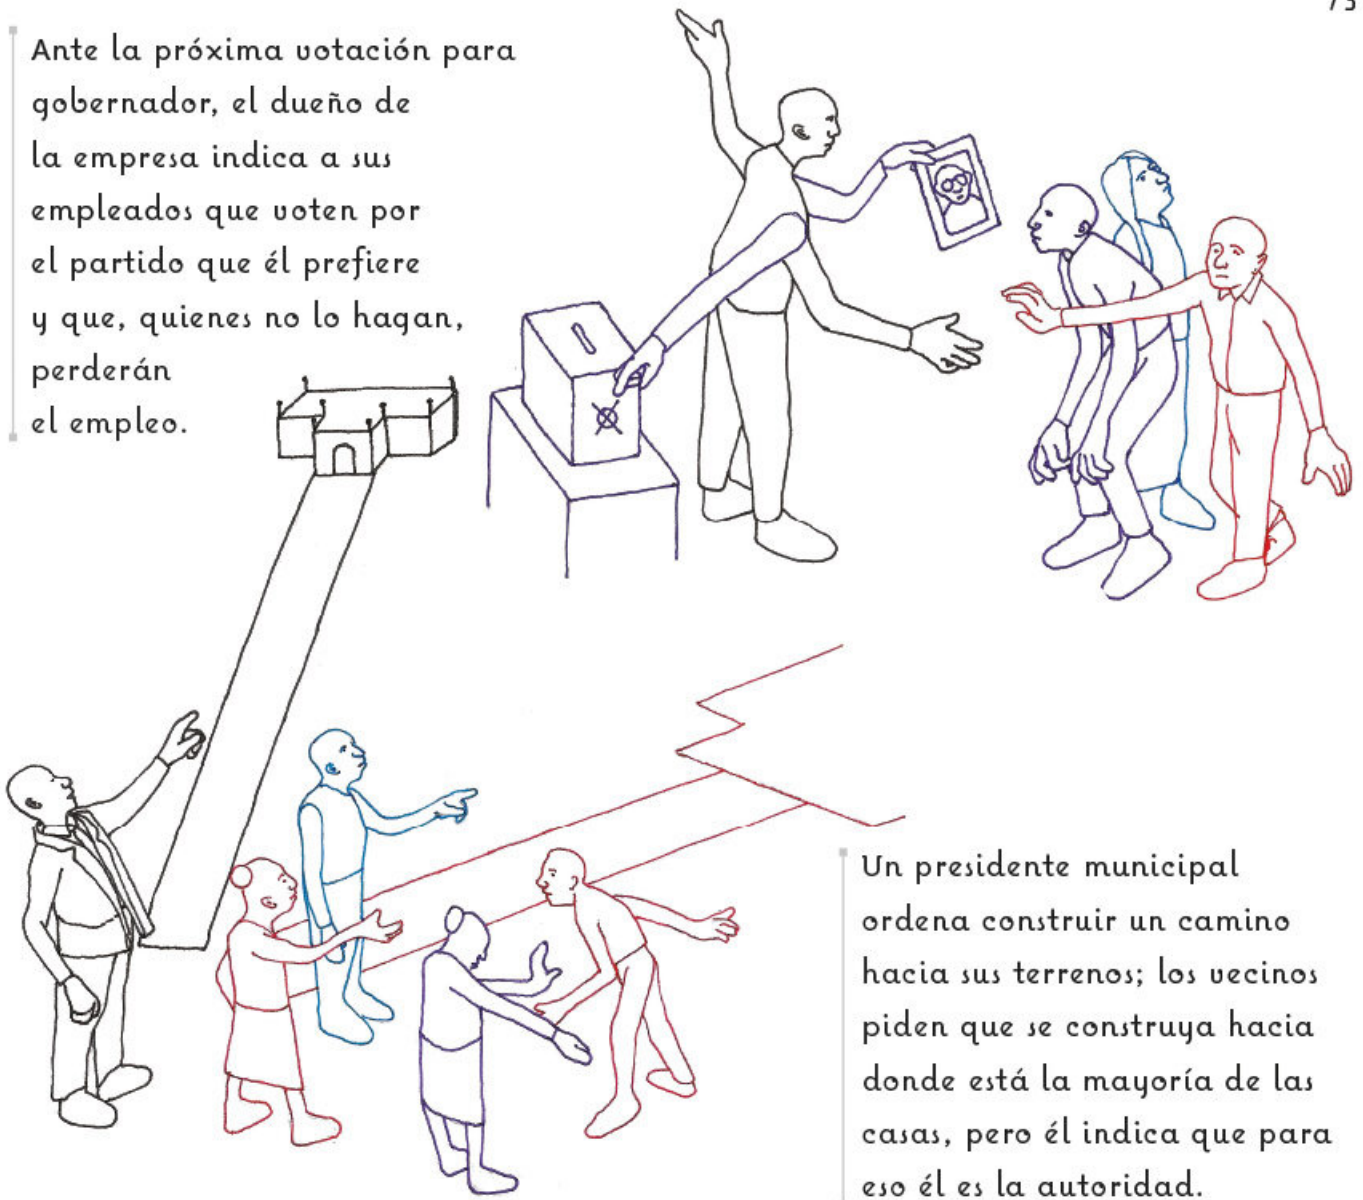 Ante la próxima votación para
gobernador, el dueño de
la empresa indica a sus
empleados que voten por
el partido que él prefiere
y que, quienes no lo hagan,
perderán
el empleo.
Un presidente municipal
ordena construir un camino
hacia sus terrenos; los vecinos
piden que se construya hacia
donde está la mayoría de las
casas, pero él indica que para
eso él es la autoridad.